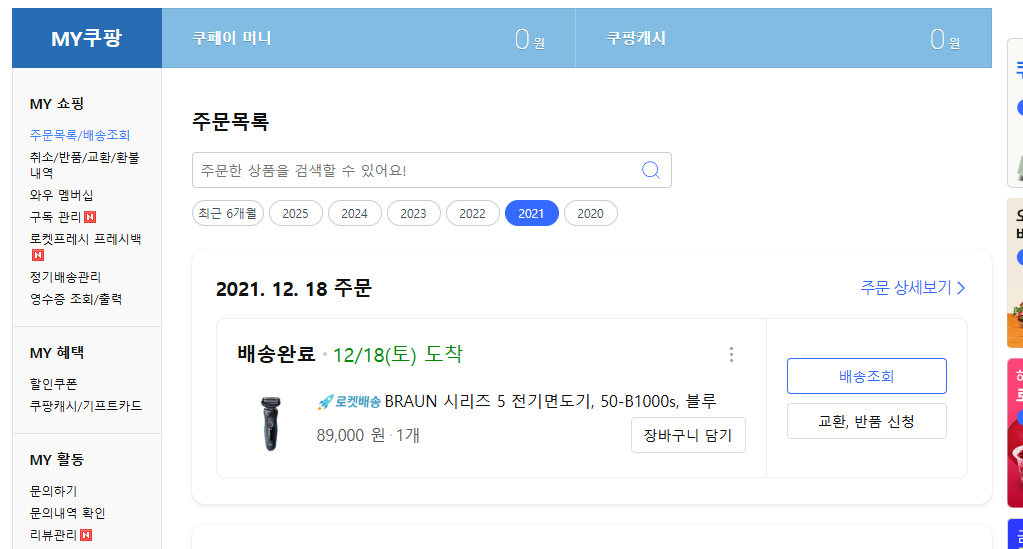 MY쿠팡
쿠페이 머니
0 원
쿠팡캐시
0 원
MY 쇼핑
주문목록/배송조회
취소/반품/교환/환불
내역
와우 멤버십
구독 관리 N
로켓프레시 프레시백
N
정기배송관리
영수증 조회/출력
MY 혜택
할인쿠폰
쿠팡캐시/기프트카드
MY 활동
문의하기
문의내역 확인
리뷰관리 N
주문목록
주문한 상품을 검색할 수 있어요!
최근 6개월 2025 2024 2023 2022 2021 2020
2021. 12. 18 주문
주문 상세보기
배송완료 · 12/18(토) 도착
로켓배송 BRAUN 시리즈 5 전기면도기, 50-B1000s, 블루
89,000 원 · 1개
장바구니 담기
배송조회
교환, 반품 신청